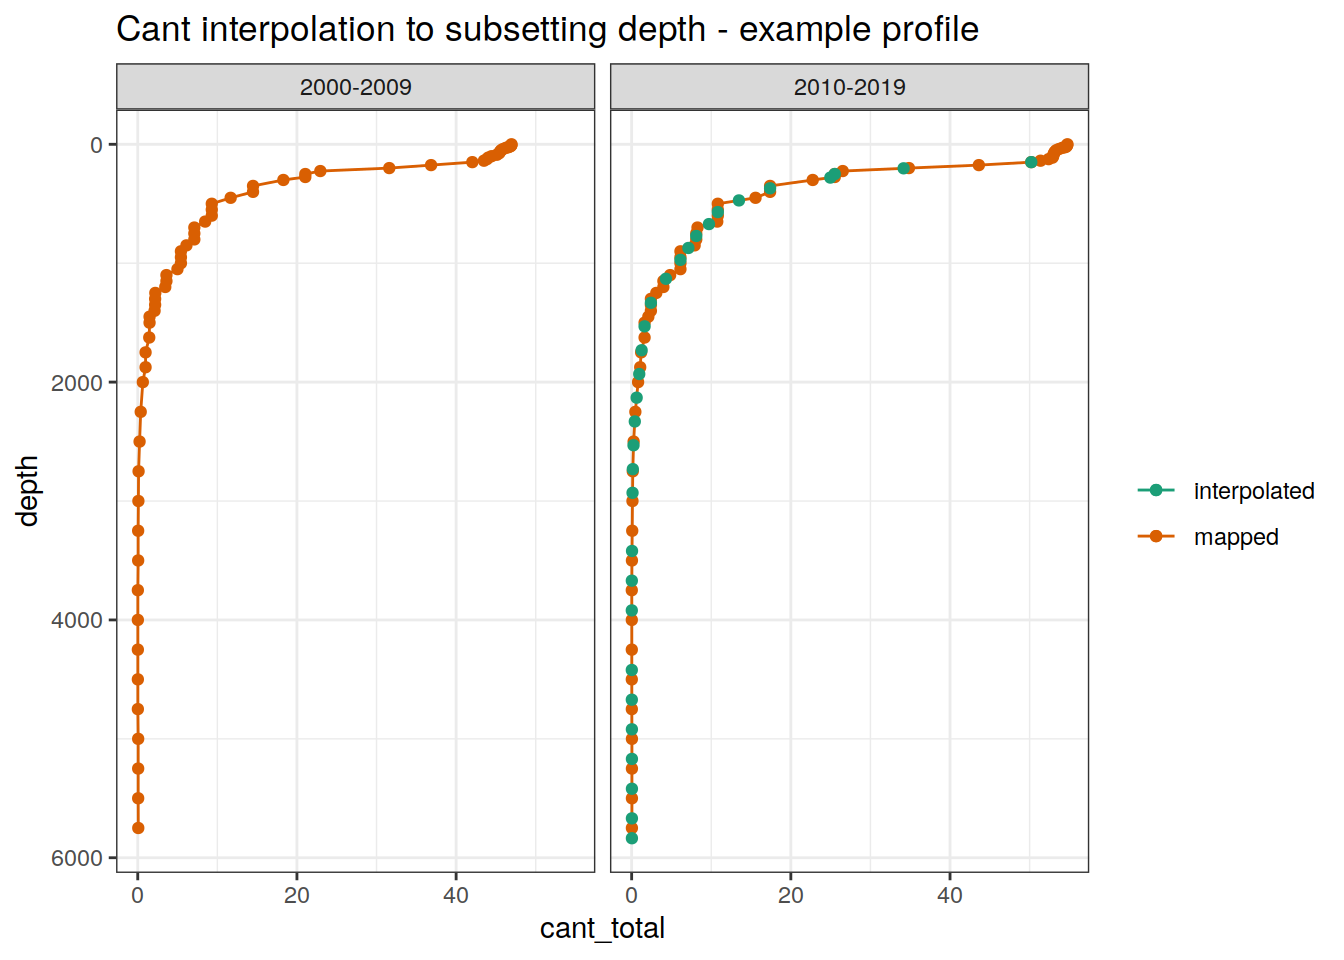 Cant interpolation to subsetting depth - example profile
2000-2009
2010-2019
0
2000
4000
6000
depth
0
20
40
0
20
40
cant_total
interpolated
mapped